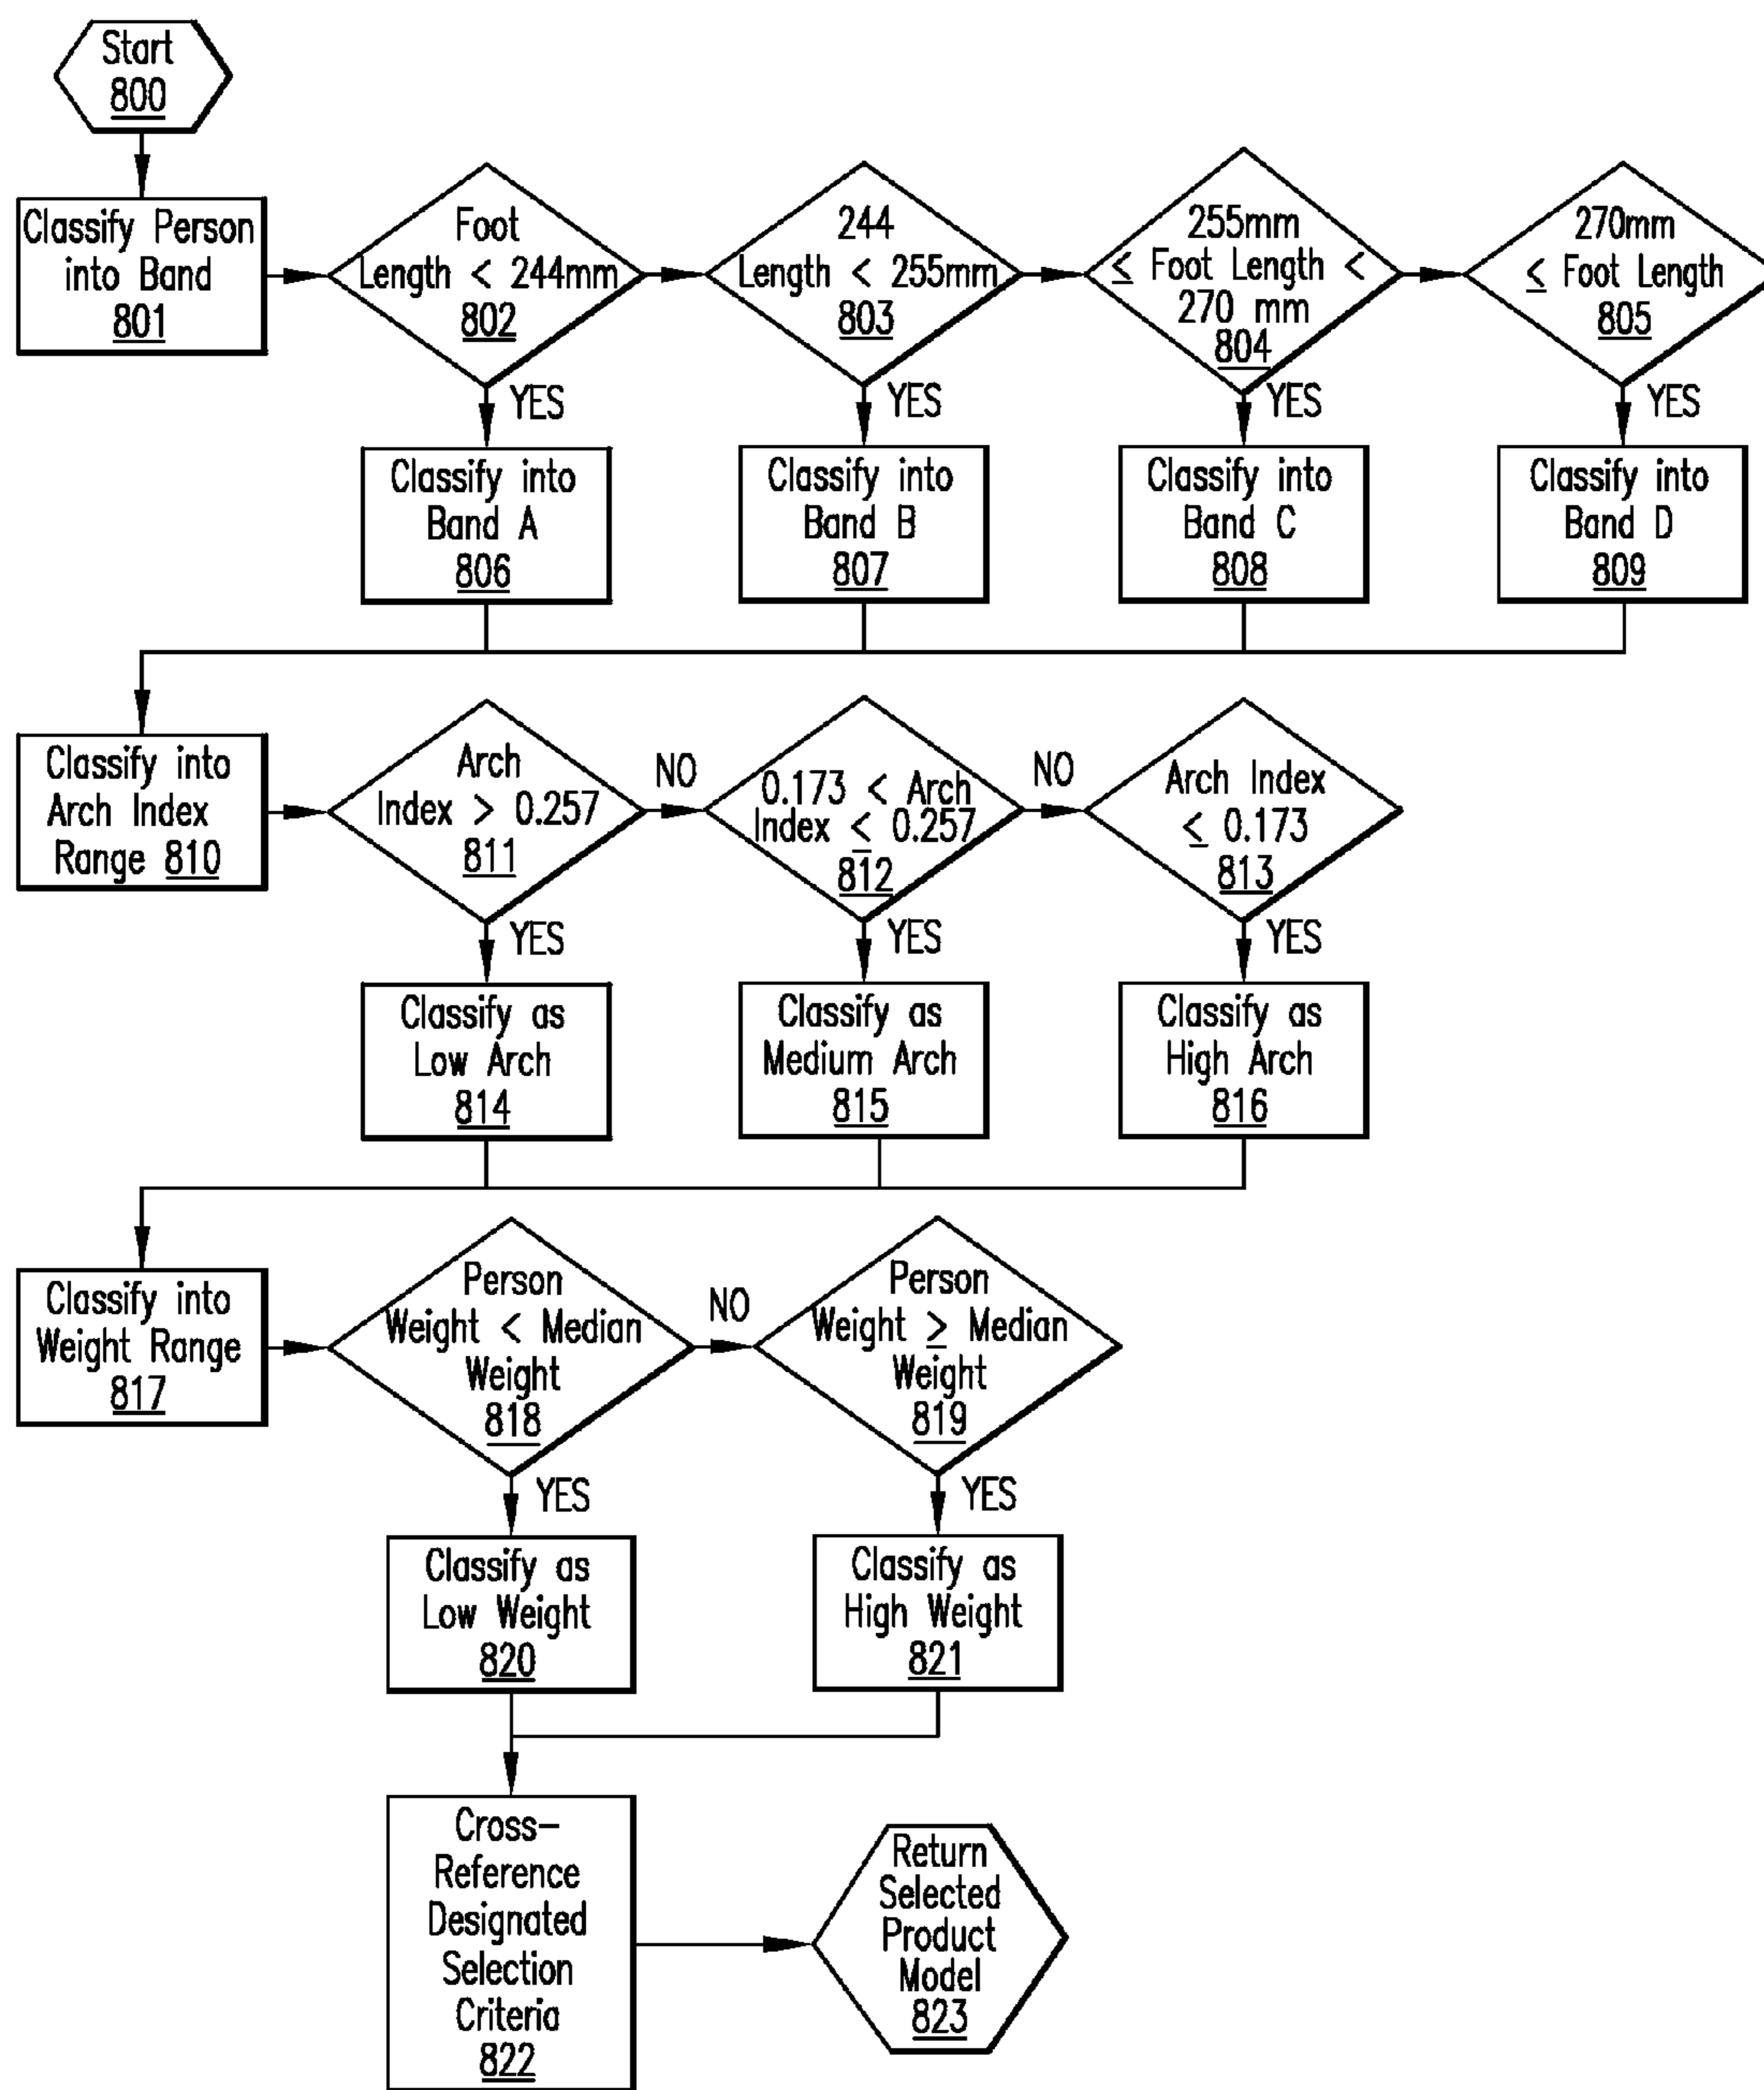 Start
800
Classify Person
into Band
801
Foot
Length < 244mm
802
244
Length < 255mm
803
255mm
≤ Foot Length <
270 mm
804
270mm
≤ Foot Length
805
YES
YES
YES
YES
Classify into
Band A
806
Classify into
Band B
807
Classify into
Band C
808
Classify into
Band D
809
Classify into
Arch Index
Range 810
Arch
Index > 0.257
811
NO
0.173 < Arch
Index ≤ 0.257
812
NO
Arch Index
≤ 0.173
813
YES
YES
YES
Classify as
Low Arch
814
Classify as
Medium Arch
815
Classify as
High Arch
816
Classify into
Weight Range
817
Person
Weight < Median
Weight
818
NO
Person
Weight ≥ Median
Weight
819
YES
YES
Classify as
Low Weight
820
Classify as
High Weight
821
Cross-
Reference
Designated
Selection
Criteria
822
Return
Selected
Product
Model
823